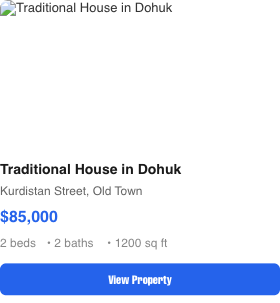 Traditional House in Dohuk
Traditional House in Dohuk
Kurdistan Street, Old Town
$85,000
2 beds • 2 baths • 1200 sq ft
View Property